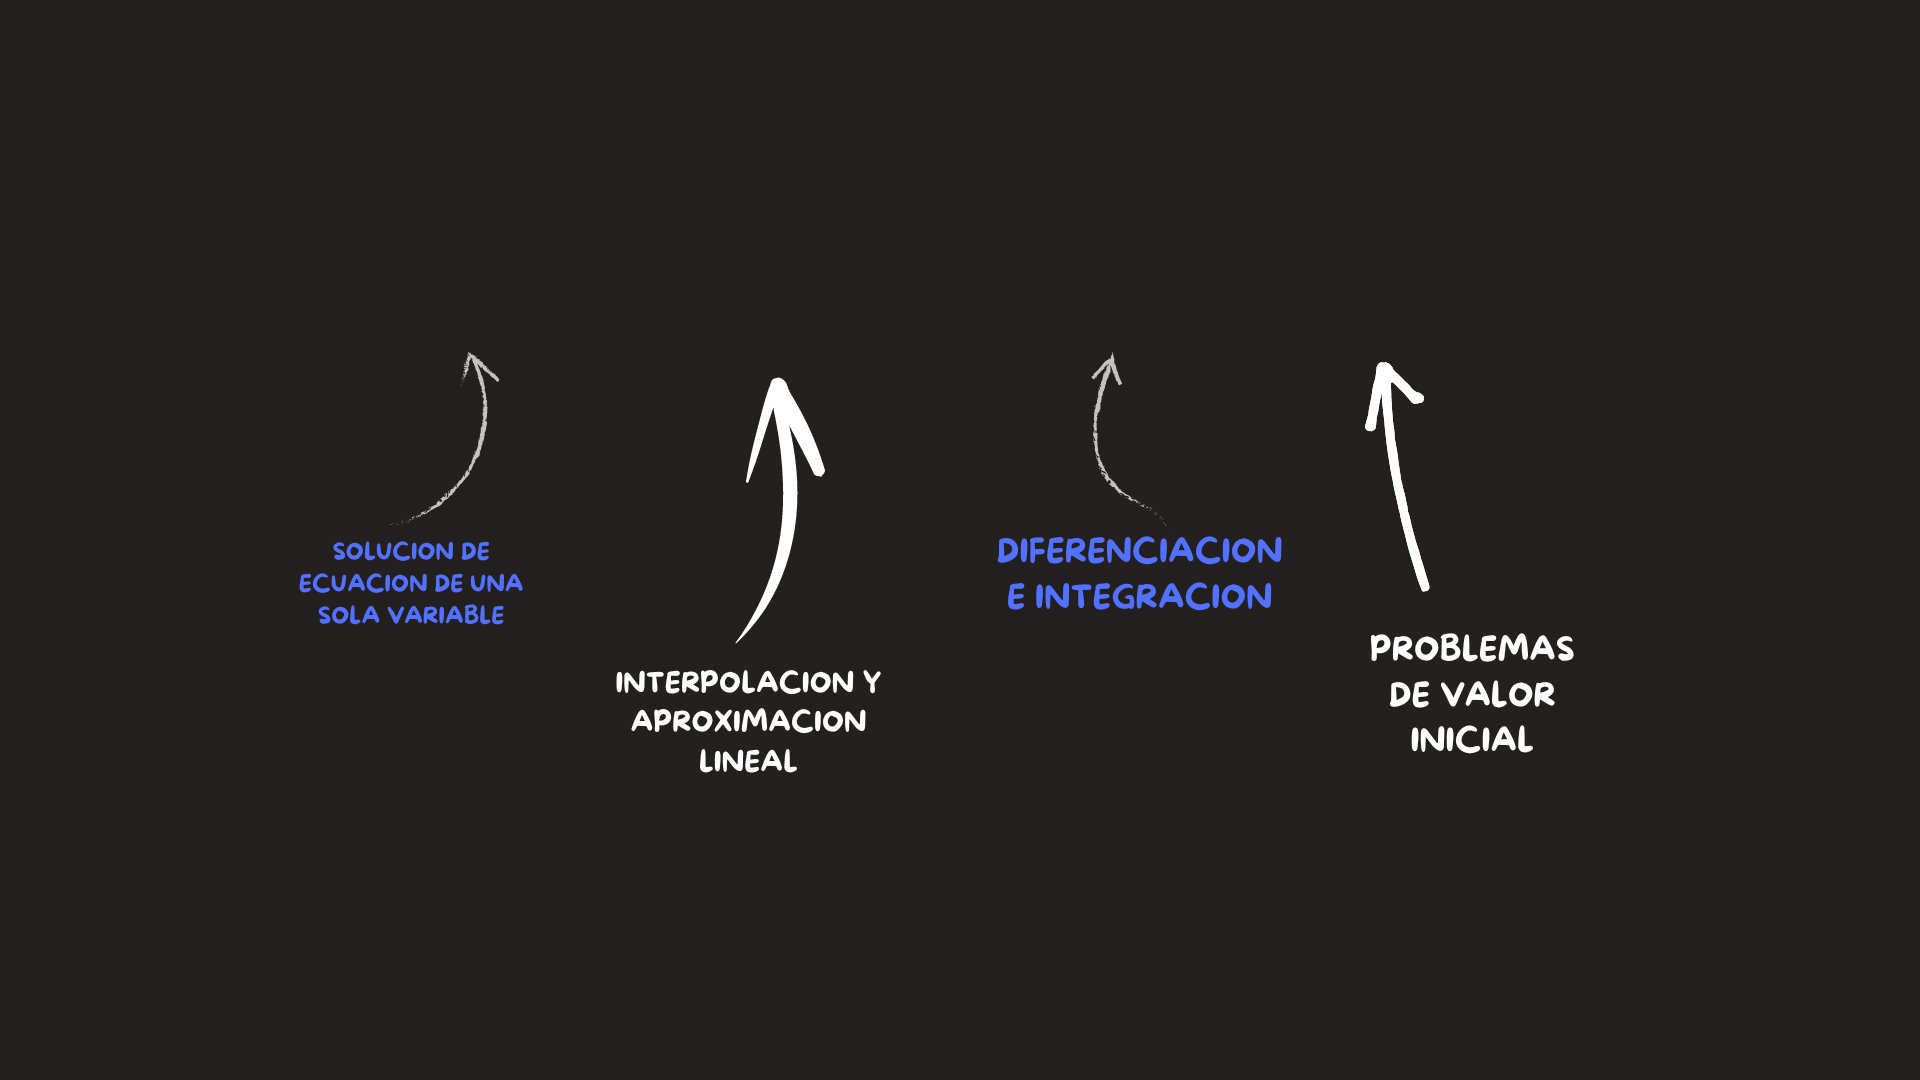 SOLUCION DE
ECUACION DE UNA
SOLA VARIABLE
INTERPOLACION Y
APROXIMACION
LINEAL
DIFERENCIACION
E INTEGRACION
PROBLEMAS
DE VALOR
INICIAL